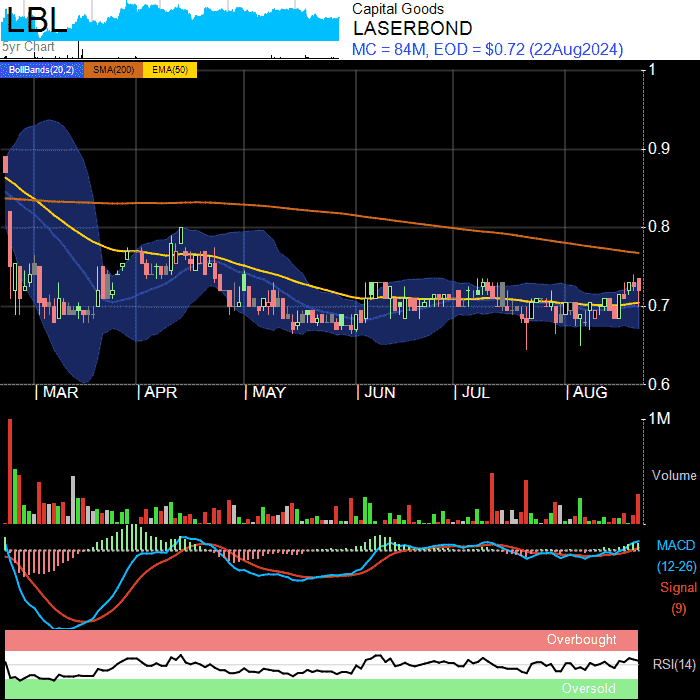 LBL
5yr Chart
Capital Goods
LASERBOND
MC = 84M, EOD = $0.72 (22Aug2024)
BollBands(20,2) SMA(200) EMA(50)
1
0.9
0.8
0.7
0.6
MAR APR MAY JUN JUL AUG
1M
Volume
MACD
(12-26)
Signal
(9)
Overbought
RSI(14)
Oversold